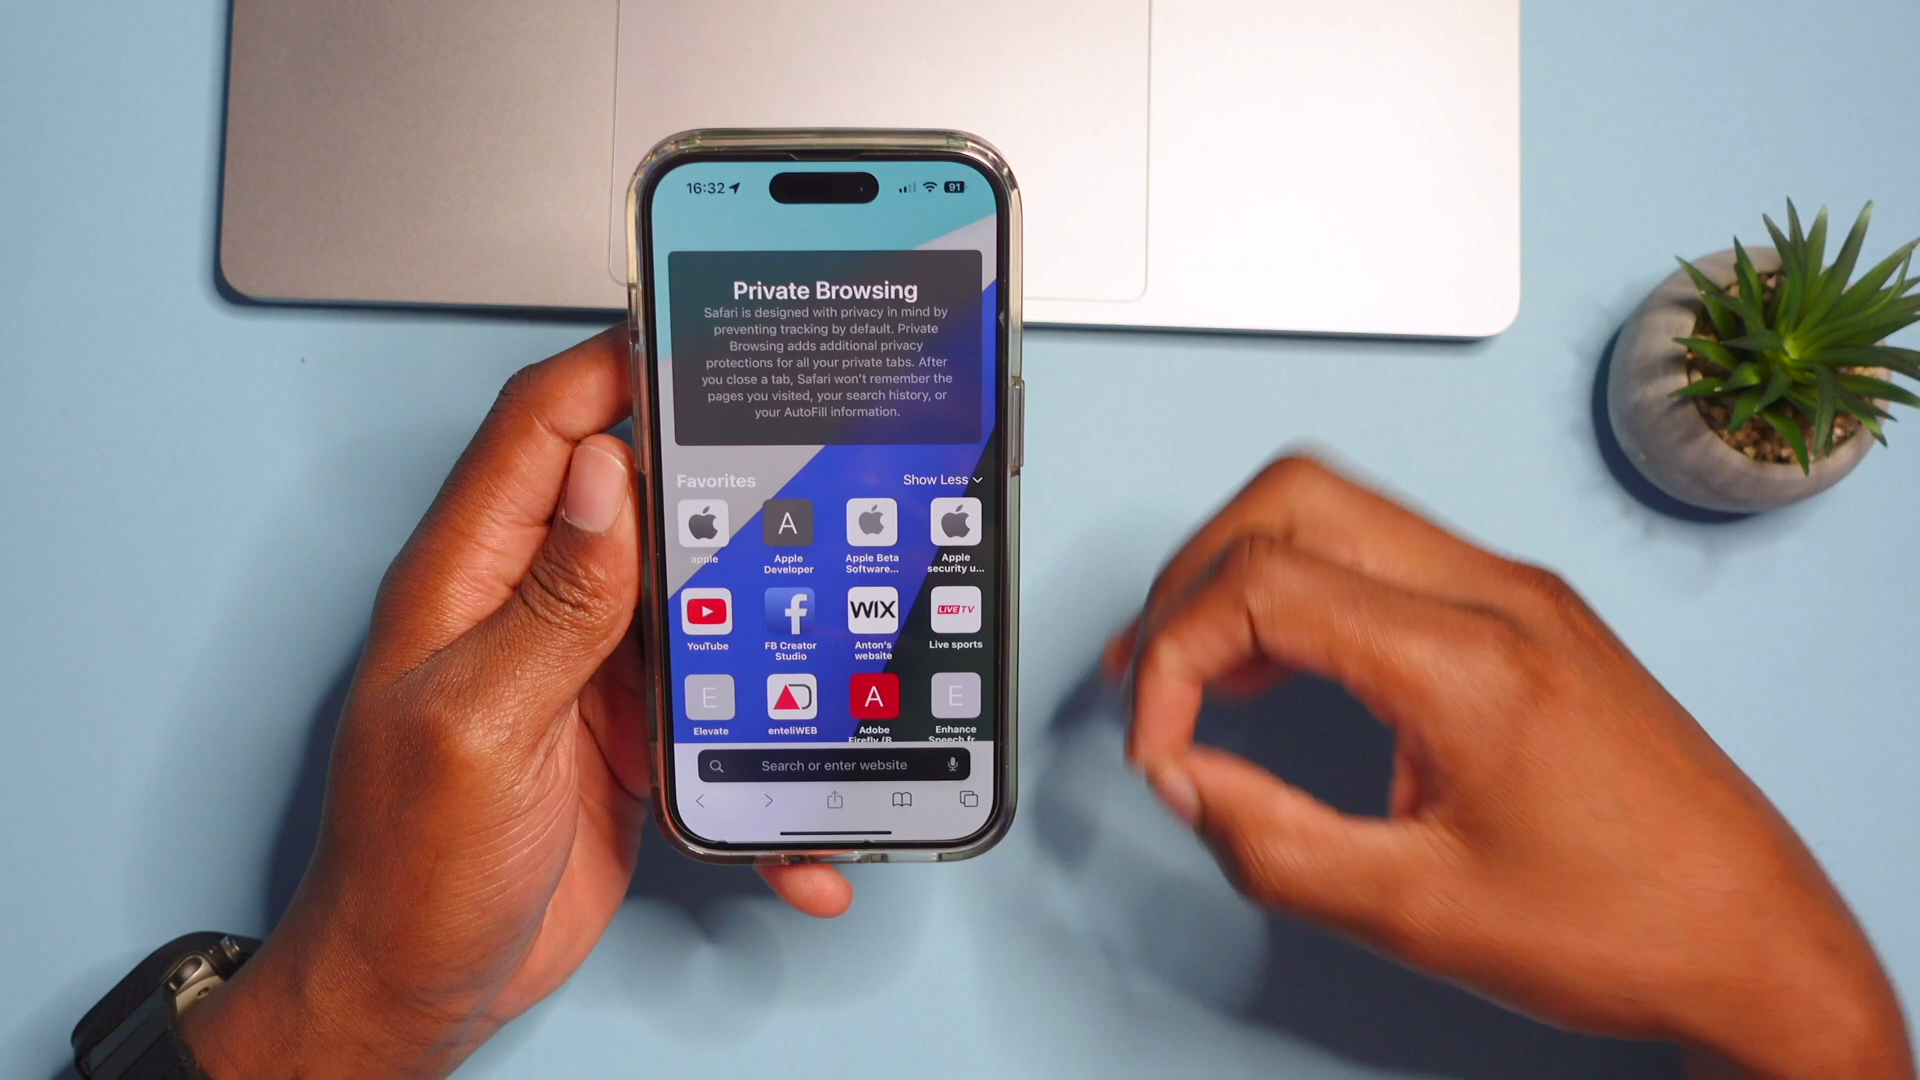 16:32
91
Private Browsing
Safari is designed with privacy in mind by
preventing tracking by default. Private
Browsing adds additional privacy
protections for all your private tabs. After
you close a tab, Safari won't remember the
pages you visited, your search history, or
your AutoFill information.
Favorites
Show Less
A
apple
Apple
Developer
Apple Beta
Software...
Apple
security u...
WIX
LIVE TV
YouTube
FB Creator
Studio
Anton's
website
Live sports
E
A
E
Elevate
enteliWEB
Adobe
Firefly (B
Enhance
Speech fr
Search or enter website